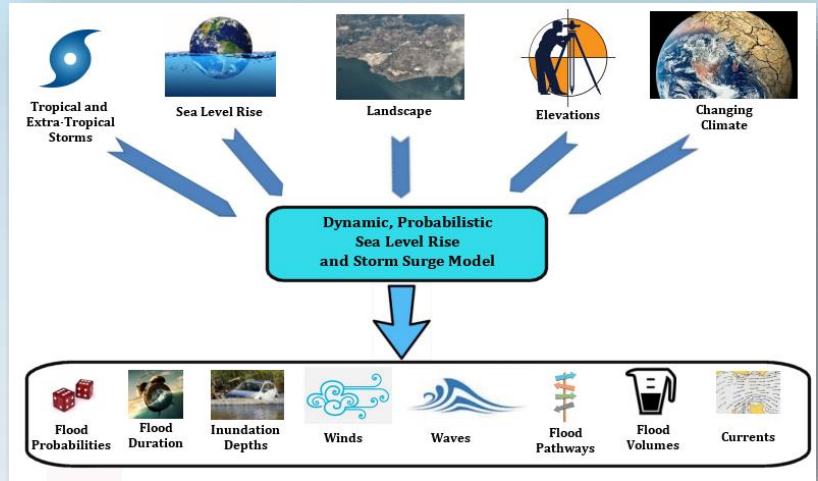 Tropical and
Extra-Tropical
Storms
Sea Level Rise
Landscape
Elevations
Changing
Climate
Dynamic, Probabilistic
Sea Level Rise
and Storm Surge Model
Flood
Probabilities
Flood
Duration
Inundation
Depths
Winds
Waves
Flood
Pathways
Flood
Volumes
Currents